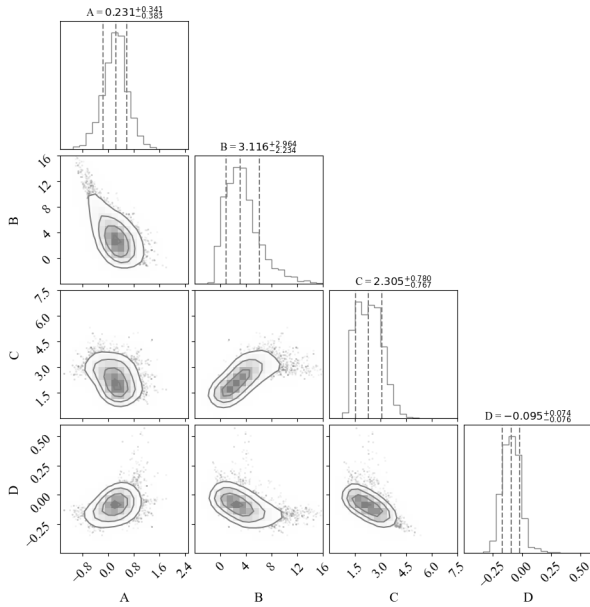 A = 0.231 +0.341 −0.383
B = 3.116 +2.964 −2.234
16
12
8
4
0
B
C = 2.305 +0.780 −0.767
7.5
6.0
4.5
3.0
1.5
C
D = −0.095 +0.074 −0.076
0.50
0.25
0.00
−0.25
D
−0.8 0.0 0.8 1.6 2.4
0 4 8 12 16
1.5 3.0 4.5 6.0 7.5
−0.25 0.00 0.25 0.50
A B C D